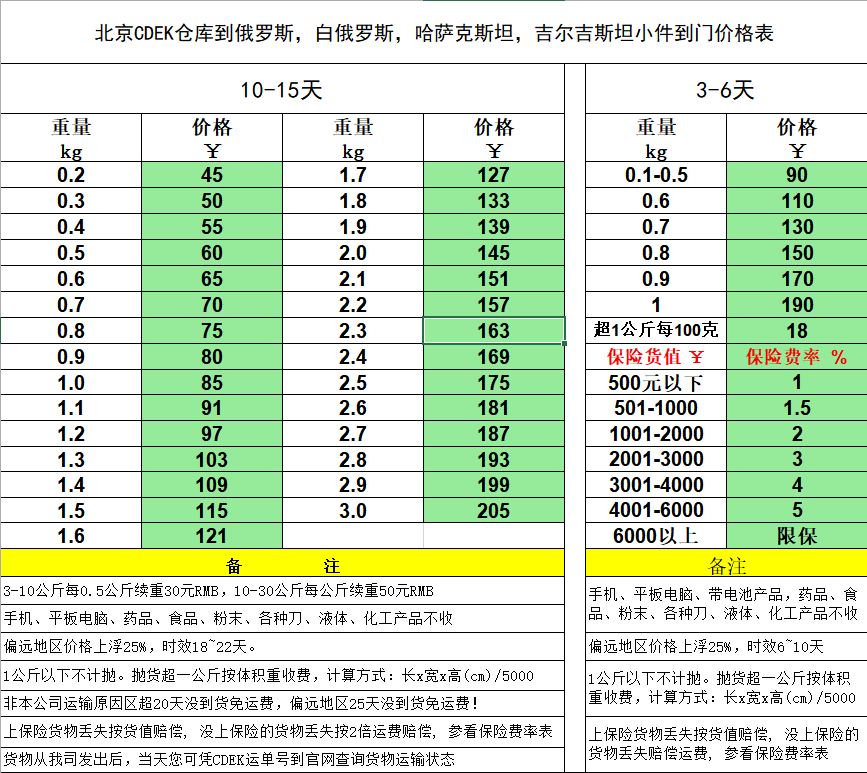 北京CDEK仓库到俄罗斯，白俄罗斯，哈萨克斯坦，吉尔吉斯坦小件到门价格表
10-15天
重量 价格 重量 价格
kg ￥ kg ￥
0.2 45 1.7 127
0.3 50 1.8 133
0.4 55 1.9 139
0.5 60 2.0 145
0.6 65 2.1 151
0.7 70 2.2 157
0.8 75 2.3 163
0.9 80 2.4 169
1.0 85 2.5 175
1.1 91 2.6 181
1.2 97 2.7 187
1.3 103 2.8 193
1.4 109 2.9 199
1.5 115 3.0 205
1.6 121
备 注
3-10公斤每0.5公斤续重30元RMB，10-30公斤每公斤续重50元RMB
手机、平板电脑、药品、食品、粉末、各种刀、液体、化工产品不收
偏远地区价格上浮25%，时效18~22天。
1公斤以下不计抛。抛货超一公斤按体积重收费，计算方式：长x宽x高(cm)/5000
非本公司运输原因区超20天没到货免运费，偏远地区25天没到货免运费！
上保险货物丢失按货值赔偿，没上保险的货物丢失按2倍运费赔偿，参看保险费率表
货物从我司发出后，当天您可凭CDEK运单号到官网查询货物运输状态
3-6天
重量 价格
kg ￥
0.1-0.5 90
0.6 110
0.7 130
0.8 150
0.9 170
1 190
超1公斤每100克 18
保险货值 ￥ 保险费率 %
500元以下 1
501-1000 1.5
1001-2000 2
2001-3000 3
3001-4000 4
4001-6000 5
6000以上 限保
备注
手机、平板电脑、带电池产品，药品、食
品、粉末、各种刀、液体、化工产品不收
偏远地区价格上浮25%，时效6~10天
1公斤以下不计抛。抛货超一公斤按体积
重收费，计算方式：长x宽x高(cm)/5000
上保险货物丢失按货值赔偿，没上保险的
货物丢失赔偿运费，参看保险费率表